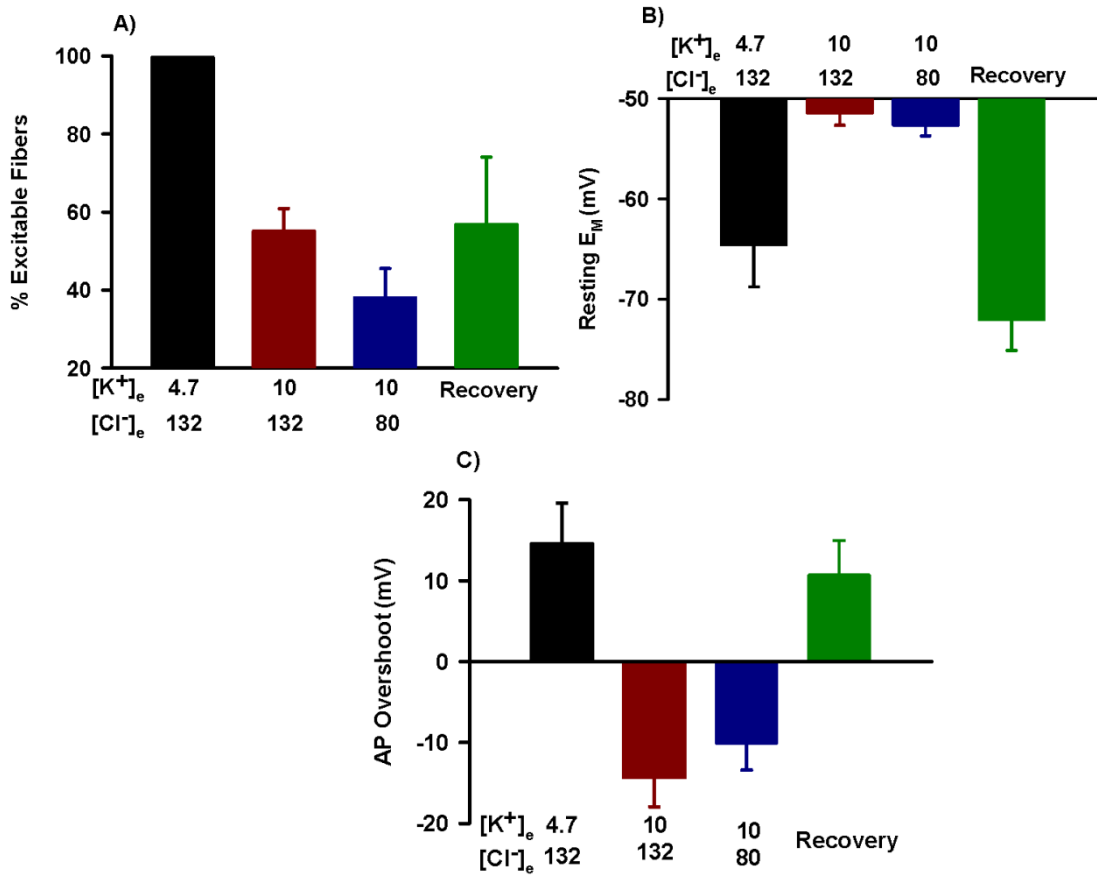 A)
% Excitable Fibers
100
80
60
40
20
[K+]e 4.7 10 10 Recovery
[Cl-]e 132 132 80
B)
[K+]e 4.7 10 10
[Cl-]e 132 132 80 Recovery
Resting EM (mV)
-50
-60
-70
-80
C)
AP Overshoot (mV)
20
10
0
-10
-20
[K+]e 4.7 10 10 Recovery
[Cl-]e 132 132 80